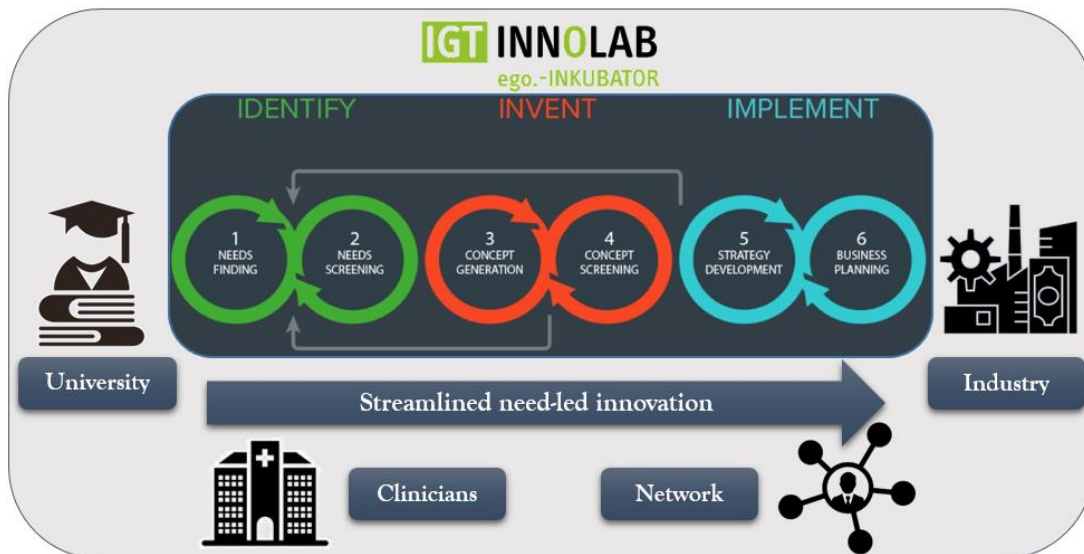 IGT INNOLAB
ego.-INKUBATOR
IDENTIFY
INVENT
IMPLEMENT
1
NEEDS
FINDING
2
NEEDS
SCREENING
3
CONCEPT
GENERATION
4
CONCEPT
SCREENING
5
STRATEGY
DEVELOPMENT
6
BUSINESS
PLANNING
University
Industry
Streamlined need-led innovation
Clinicians
Network